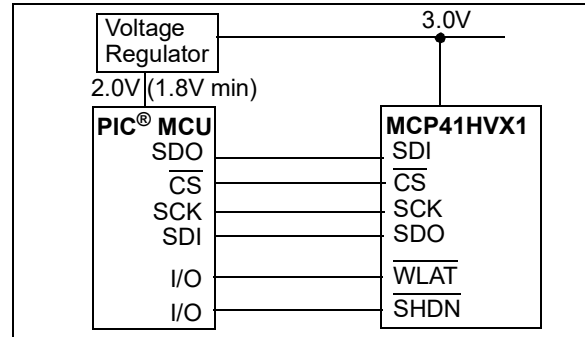 Voltage
Regulator
3.0V
2.0V (1.8V min)
PIC® MCU
SDO
CS
SCK
SDI
I/O
I/O
MCP41HVX1
SDI
CS
SCK
SDO
WLAT
SHDN